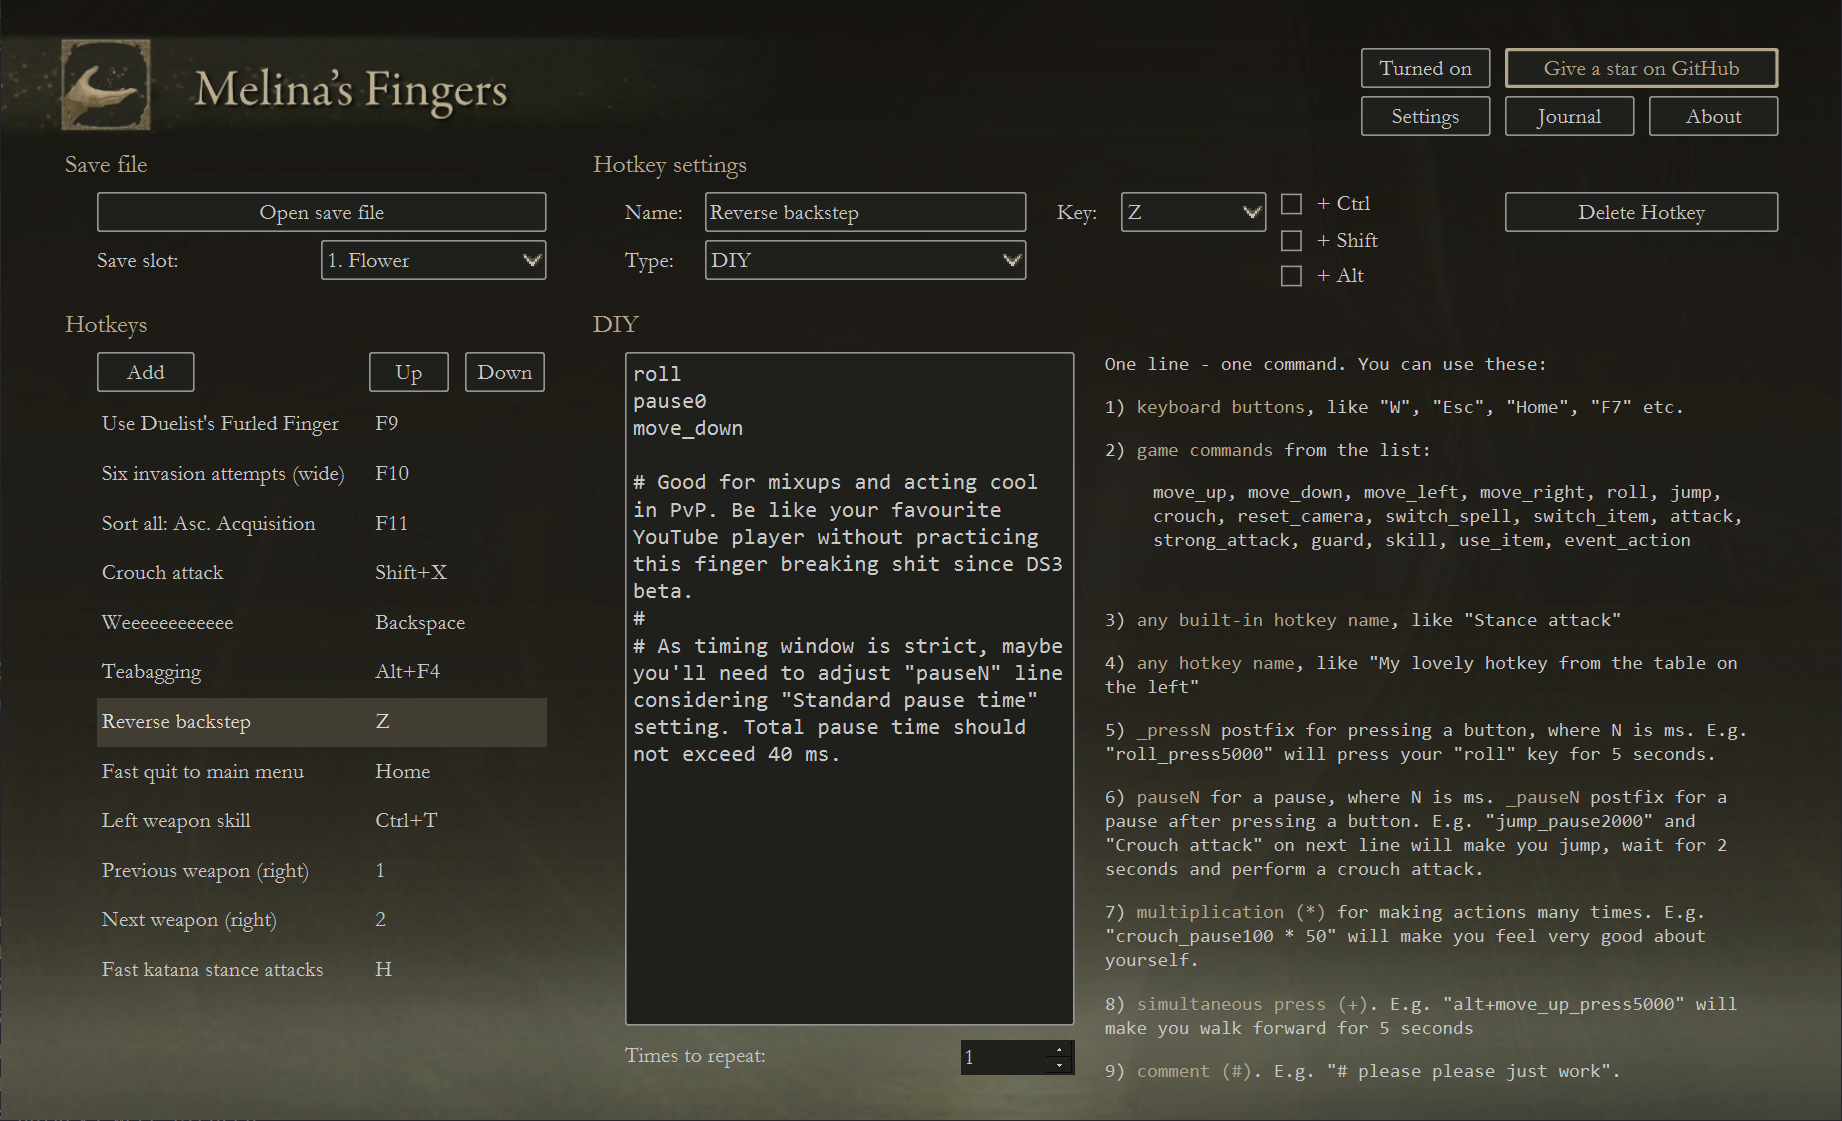 Melina's Fingers
Turned on
Give a star on GitHub
Settings
Journal
About
Save file
Open save file
Save slot:
1. Flower
Hotkey settings
Name:
Reverse backstep
Key:
Z
+ Ctrl
+ Shift
+ Alt
Delete Hotkey
Type:
DIY
Hotkeys
Add
Up
Down
Use Duelist's Furled Finger F9
Six invasion attempts (wide) F10
Sort all: Asc. Acquisition F11
Crouch attack Shift+X
Weeeeeeeeeeee Backspace
Teabagging Alt+F4
Reverse backstep Z
Fast quit to main menu Home
Left weapon skill Ctrl+T
Previous weapon (right) 1
Next weapon (right) 2
Fast katana stance attacks H
DIY
roll
pause0
move_down
# Good for mixups and acting cool
in PvP. Be like your favourite
YouTube player without practicing
this finger breaking shit since DS3
beta.
#
# As timing window is strict, maybe
you'll need to adjust "pauseN" line
considering "Standard pause time"
setting. Total pause time should
not exceed 40 ms.
Times to repeat:
1
One line - one command. You can use these:
1) keyboard buttons, like "W", "Esc", "Home", "F7" etc.
2) game commands from the list:
move_up, move_down, move_left, move_right, roll, jump,
crouch, reset_camera, switch_spell, switch_item, attack,
strong_attack, guard, skill, use_item, event_action
3) any built-in hotkey name, like "Stance attack"
4) any hotkey name, like "My lovely hotkey from the table on
the left"
5) _pressN postfix for pressing a button, where N is ms. E.g.
"roll_press5000" will press your "roll" key for 5 seconds.
6) pauseN for a pause, where N is ms. _pauseN postfix for a
pause after pressing a button. E.g. "jump_pause2000" and
"Crouch attack" on next line will make you jump, wait for 2
seconds and perform a crouch attack.
7) multiplication (*) for making actions many times. E.g.
"crouch_pause100 * 50" will make you feel very good about
yourself.
8) simultaneous press (+). E.g. "alt+move_up_press5000" will
make you walk forward for 5 seconds
9) comment (#). E.g. "# please please just work".